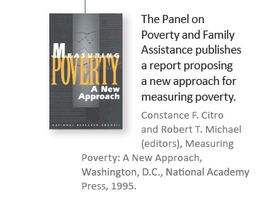 The Panel on
Poverty and Family
Assistance publishes
a report proposing
a new approach for
measuring poverty.
MEASURING
POVERTY
A New
Approach
NATIONAL RESEARCH COUNCIL
Constance F. Citro
and Robert T. Michael
(editors), Measuring
Poverty: A New Approach,
Washington, D.C., National Academy
Press, 1995.